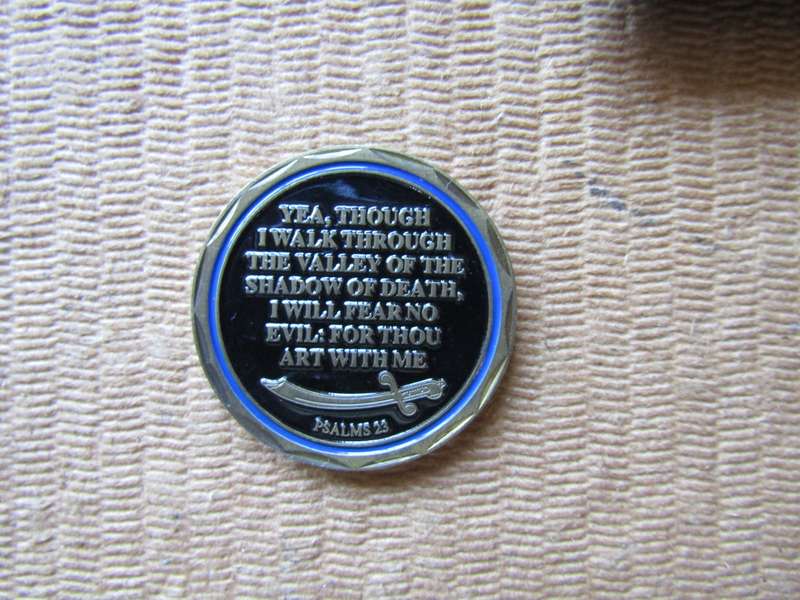 YEA, THOUGH
I WALK THROUGH
THE VALLEY OF THE
SHADOW OF DEATH,
I WILL FEAR NO
EVIL: FOR THOU
ART WITH ME
PSALMS 23